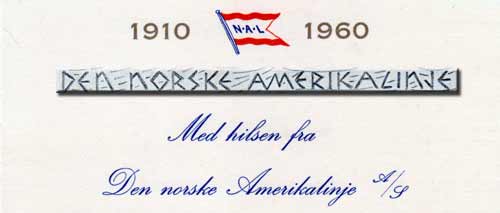 1910 N·A·L 1960
DEN NORSKE AMERIKALINJE
Med hilsen fra
Den norske Amerikalinje A/S